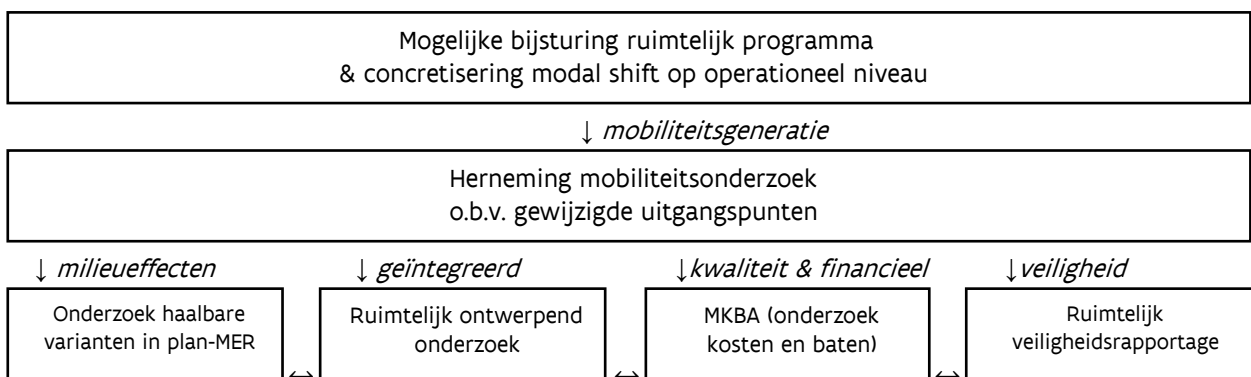 Mogelijke bijsturing ruimtelijk programma
& concretisering modal shift op operationeel niveau
↓ mobiliteitsgeneratie
Herneming mobiliteitsonderzoek
o.b.v. gewijzigde uitgangspunten
↓ milieueffecten
↓ geïntegreerd
↓kwaliteit & financieel
↓veiligheid
Onderzoek haalbare
varianten in plan-MER
Ruimtelijk ontwerpend
onderzoek
MKBA (onderzoek
kosten en baten)
Ruimtelijk
veiligheidsrapportage
↔ ↔ ↔